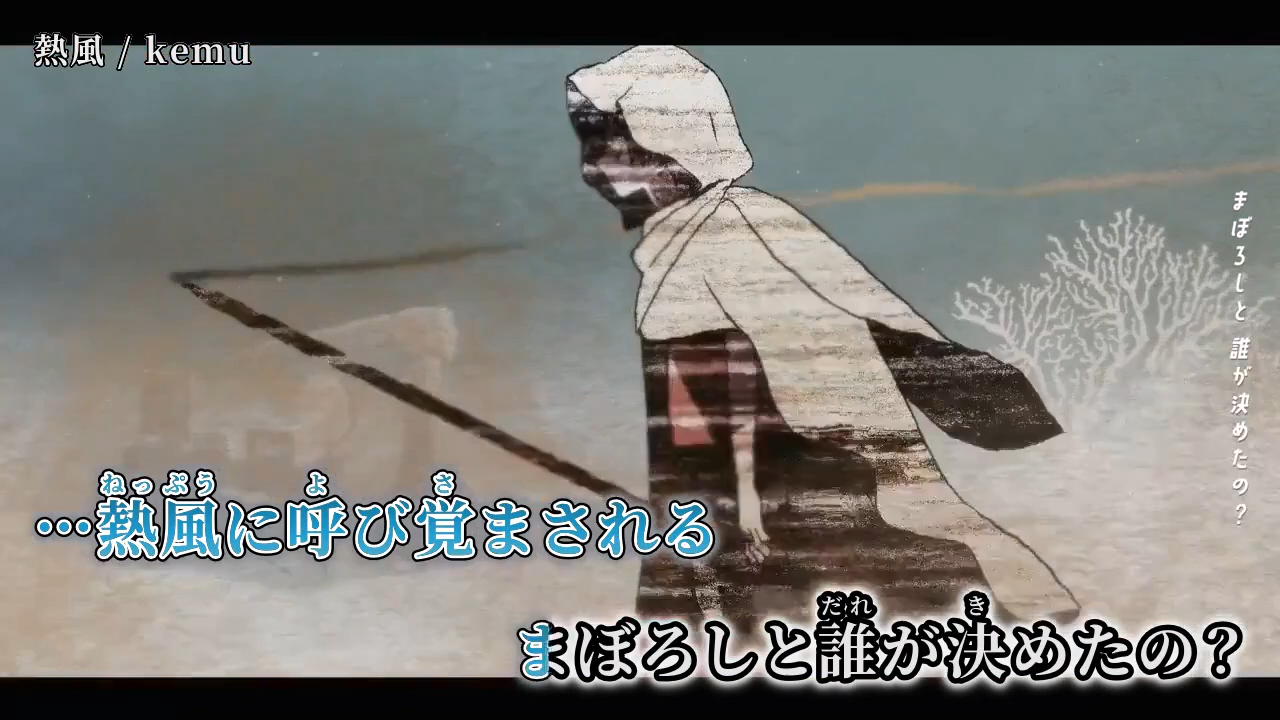 熱風 / kemu
まぼろしと 誰が決めたの?
ねっぷう よ さ
…熱風に呼び覚まされる
だれ き
まぼろしと誰が決めたの?